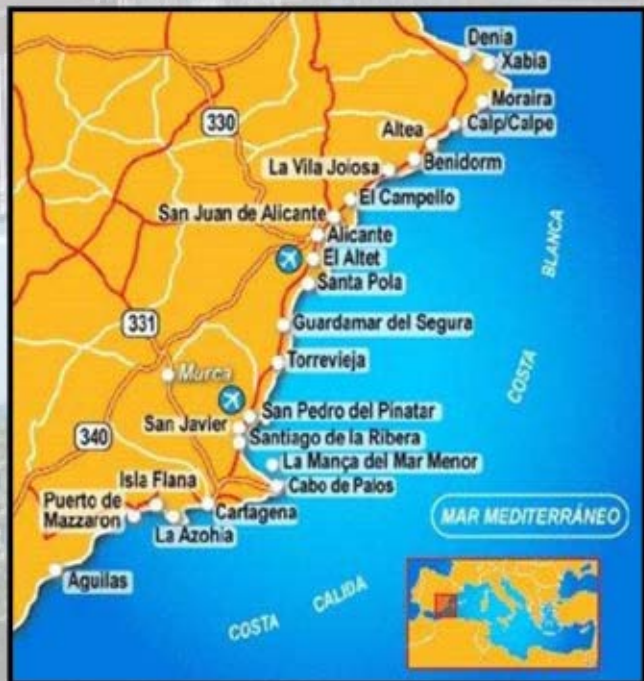 Denia
Xabia
Moraira
330
Calp/Calpe
Altea
Benidorm
La Vila Joiosa
El Campello
San Juan de Alicante
Alicante
El Altet
Santa Pola
BLANCA
COSTA
331
Guardamar del Segura
Torrevieja
Murca
San Pedro del Pinatar
San Javier
Santiago de la Ribera
340
La Mança del Mar Menor
Isla Flana
Cabo de Palos
Puerto de
Mazzaron
Cartagena
La Azohia
MAR MEDITERRÁNEO
Aguilas
COSTA CALIDA